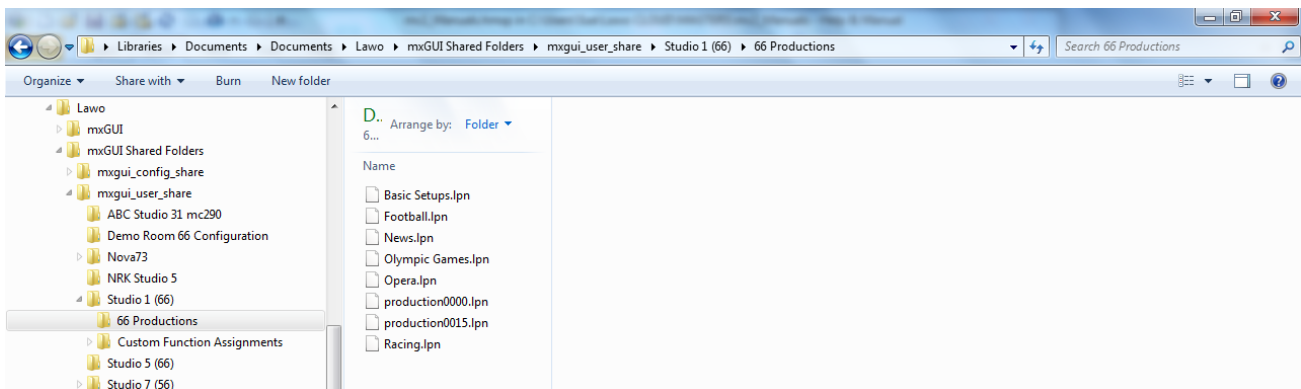 Libraries ▸ Documents ▸ Documents ▸ Lawo ▸ mxGUI Shared Folders ▸ mxgui_user_share ▸ Studio 1 (66) ▸ 66 Productions
Search 66 Productions
Organize Share with Burn New folder
Lawo
mxGUI
mxGUI Shared Folders
mxgui_config_share
mxgui_user_share
ABC Studio 31 mc290
Demo Room 66 Configuration
Nova73
NRK Studio 5
Studio 1 (66)
66 Productions
Custom Function Assignments
Studio 5 (66)
Studio 7 (56)
D..
6...
Arrange by: Folder
Name
Basic Setups.lpn
Football.lpn
News.lpn
Olympic Games.lpn
Opera.lpn
production0000.lpn
production0015.lpn
Racing.lpn